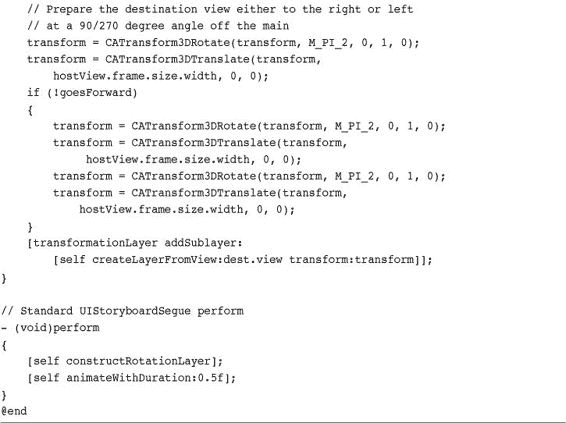 // Prepare the destination view either to the right or left
    // at a 90/270 degree angle off the main
    transform = CATransform3DRotate(transform, M_PI_2, 0, 1, 0);
    transform = CATransform3DTranslate(transform,
        hostView.frame.size.width, 0, 0);
    if (!goesForward)
    {
        transform = CATransform3DRotate(transform, M_PI_2, 0, 1, 0);
        transform = CATransform3DTranslate(transform,
             hostView.frame.size.width, 0, 0);
        transform = CATransform3DRotate(transform, M_PI_2, 0, 1, 0);
        transform = CATransform3DTranslate(transform,
            hostView.frame.size.width, 0, 0);
    }
    [transformationLayer addSublayer:
        [self createLayerFromView:dest.view transform:transform]];
}

// Standard UIStoryboardSegue perform
- (void)perform
{
    [self constructRotationLayer];
    [self animateWithDuration:0.5f];
}
@end